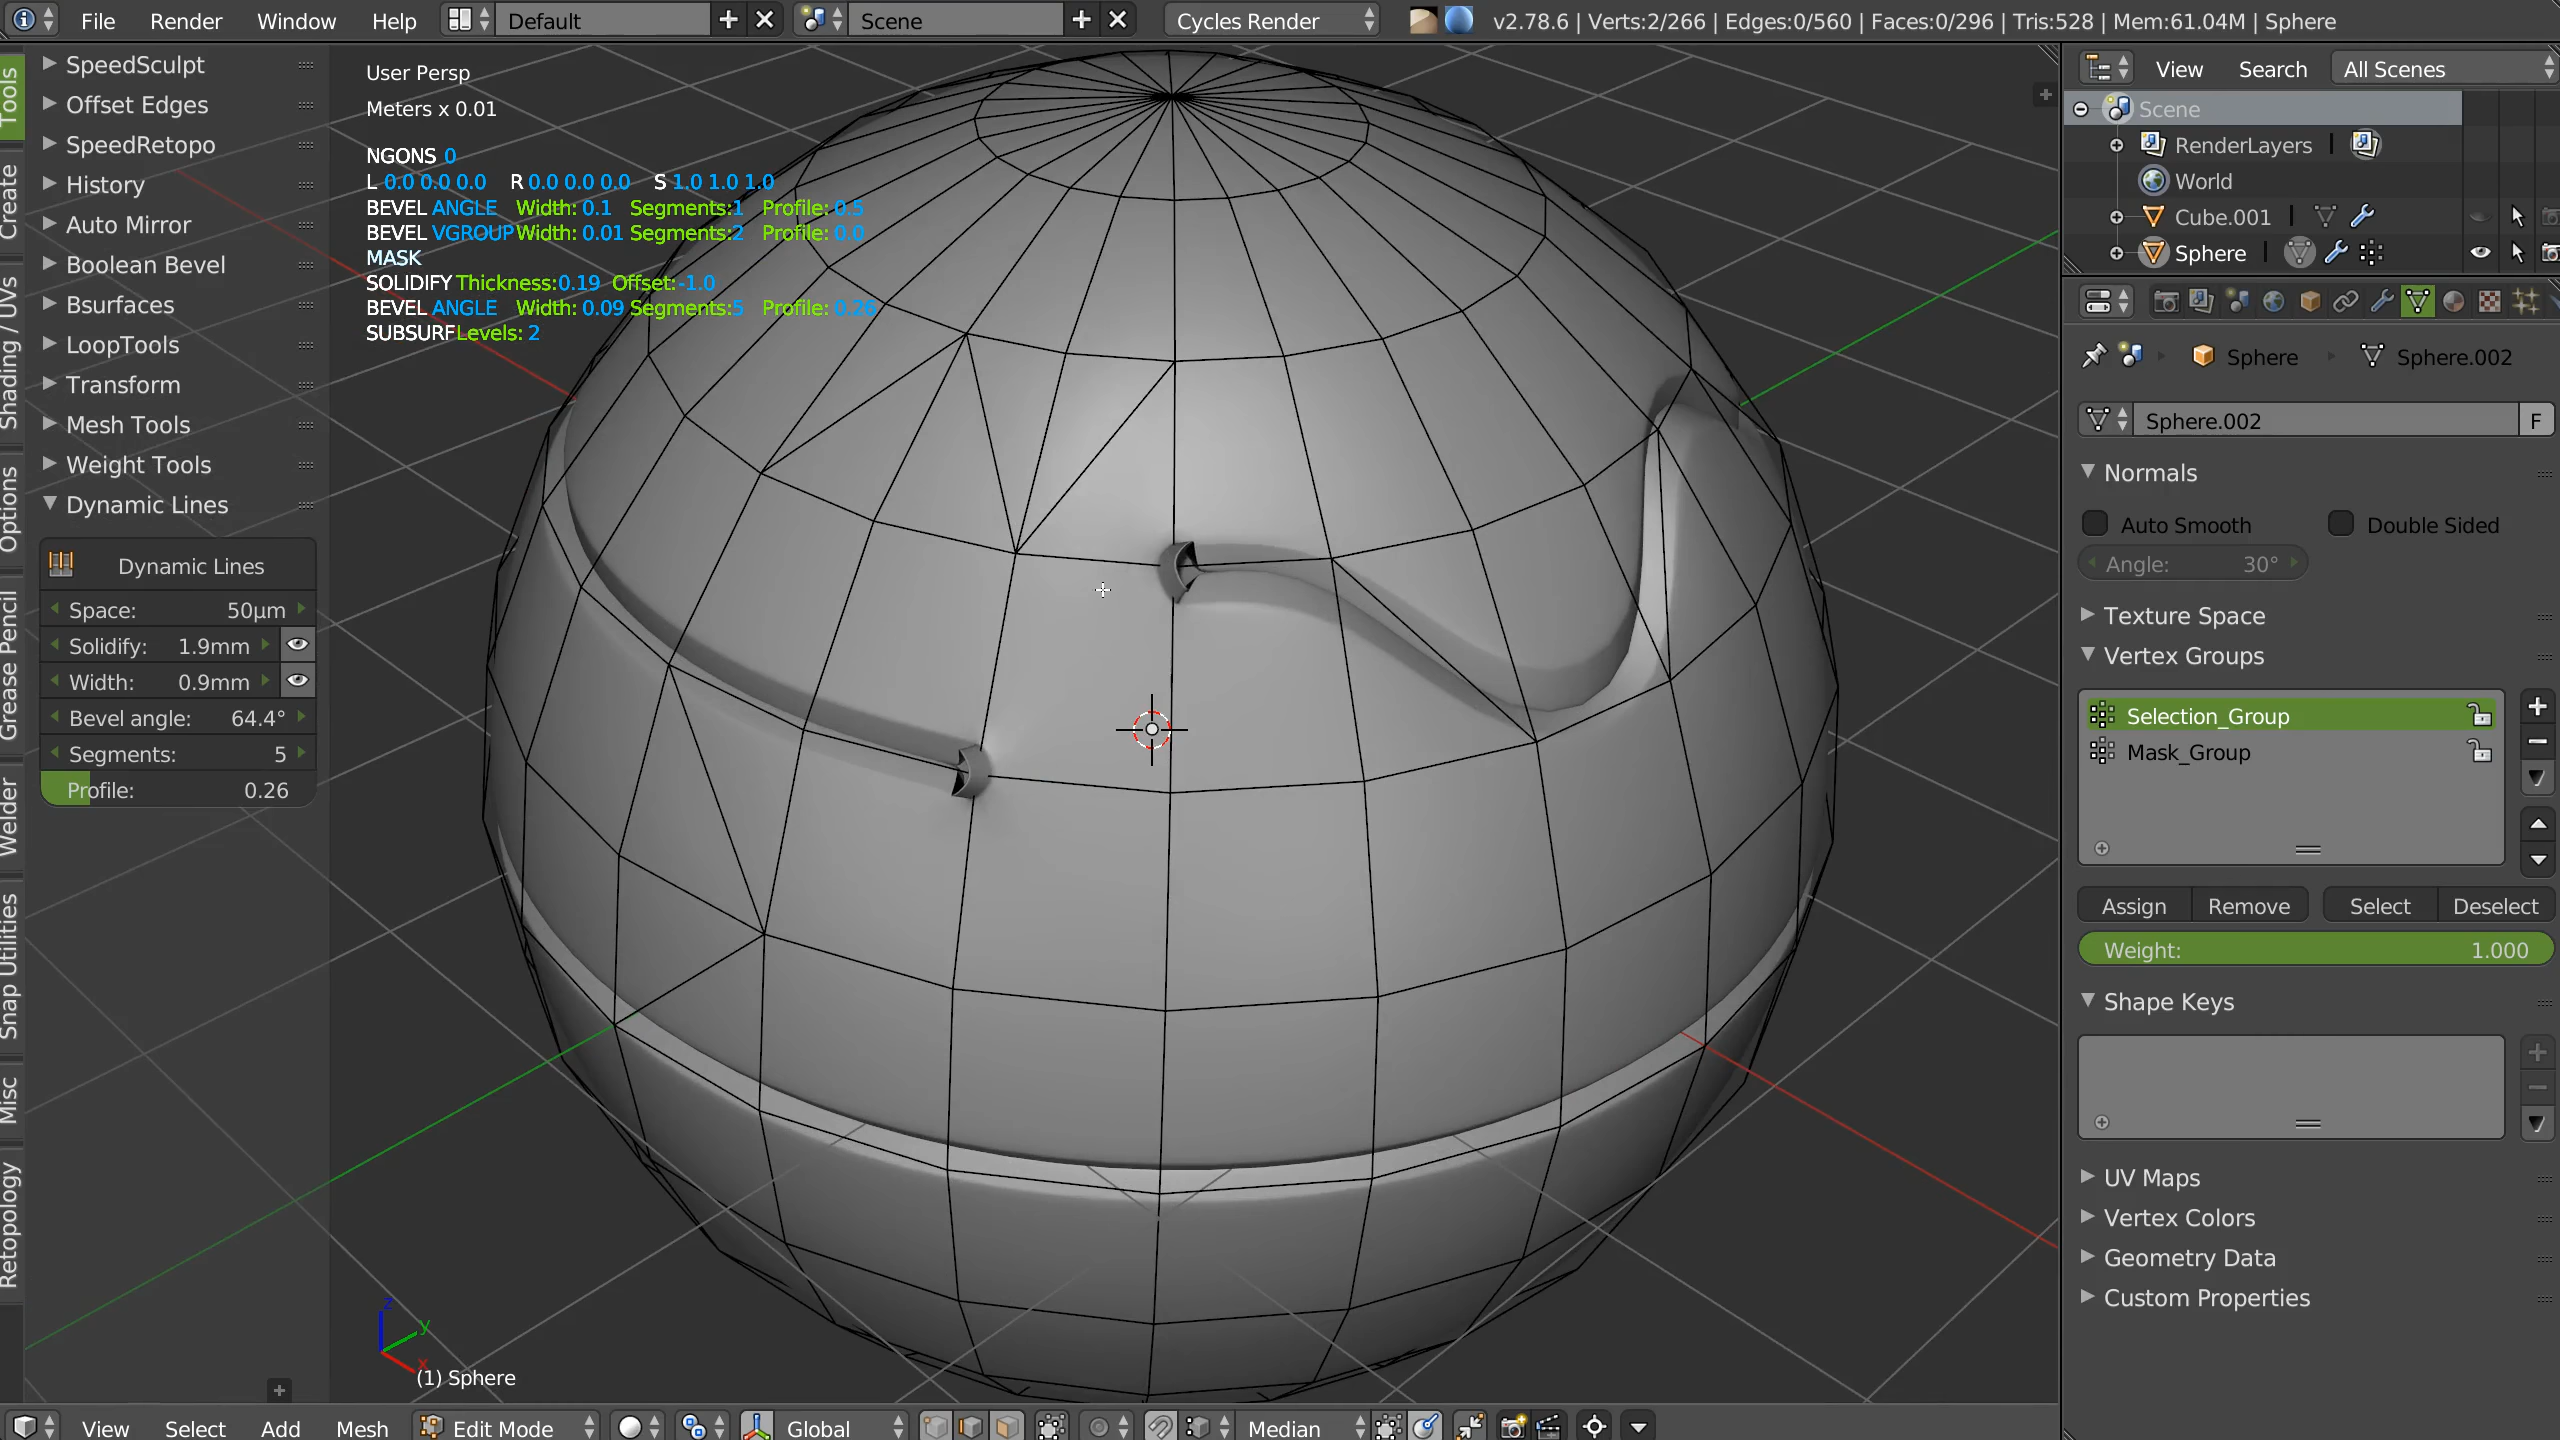 File Render Window Help Default Scene Cycles Render v2.78.6 | Verts:2/266 | Edges:0/560 | Faces:0/296 | Tris:528 | Mem:61.04M | Sphere
Tools
Create
Shading / UVs
Options
Grease Pencil
Welder
Snap Utilities
Misc
Retopology
SpeedSculpt
Offset Edges
SpeedRetopo
History
Auto Mirror
Boolean Bevel
Bsurfaces
LoopTools
Transform
Mesh Tools
Weight Tools
Dynamic Lines
Dynamic Lines
Space: 50µm
Solidify: 1.9mm
Width: 0.9mm
Bevel angle: 64.4°
Segments: 5
Profile: 0.26
User Persp
Meters x 0.01
NGONS 0
L 0.0 0.0 0.0 R 0.0 0.0 0.0 S 1.0 1.0 1.0
BEVEL ANGLE Width: 0.1 Segments:1 Profile: 0.5
BEVEL VGROUP Width: 0.01 Segments:2 Profile: 0.0
MASK
SOLIDIFY Thickness:0.19 Offset:-1.0
BEVEL ANGLE Width: 0.09 Segments:5 Profile: 0.26
SUBSURF Levels: 2
z
y
x
(1) Sphere
View Select Add Mesh Edit Mode Global Median
View Search All Scenes
Scene
RenderLayers |
World
Cube.001 |
Sphere |
Sphere Sphere.002
Sphere.002 F
Normals
Auto Smooth Double Sided
Angle: 30°
Texture Space
Vertex Groups
Selection_Group
Mask_Group
Assign Remove Select Deselect
Weight: 1.000
Shape Keys
UV Maps
Vertex Colors
Geometry Data
Custom Properties